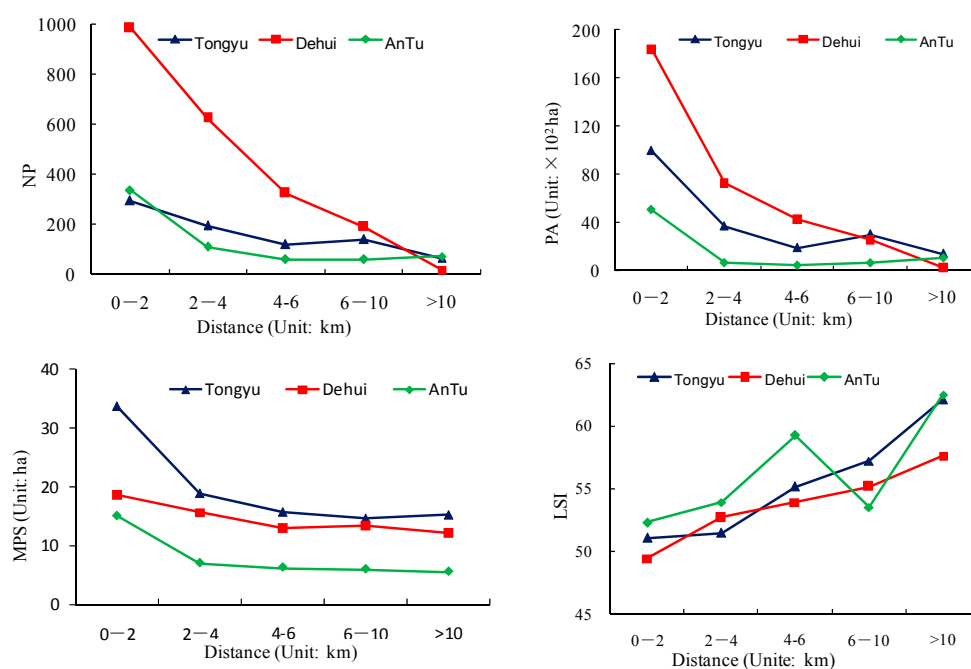 1000
800
600
400
200
0
NP
Tongyu Dehui AnTu
0－2 2－4 4-6 6－10 >10
Distance (Unit: km)
200
160
120
80
40
0
PA (Unit: ×10² ha)
Tongyu Dehui AnTu
0－2 2－4 4-6 6－10 >10
Distance (Unit: km)
40
30
20
10
0
MPS (Unit: ha)
Tongyu Dehui AnTu
0－2 2－4 4-6 6－10 >10
Distance (Unit: km)
65
60
55
50
45
LSI
Tongyu Dehui AnTu
0－2 2－4 4-6 6－10 >10
Distance (Unite: km)